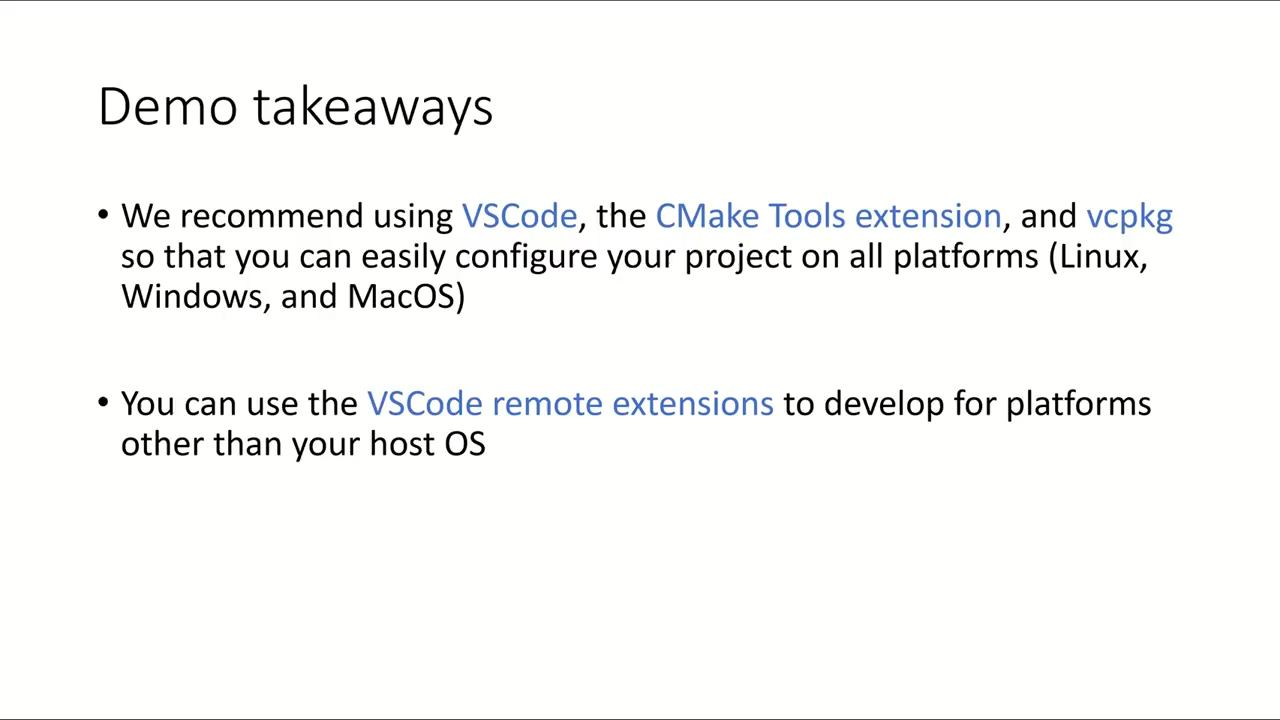 Demo takeaways
• We recommend using VSCode, the CMake Tools extension, and vcpkg
so that you can easily configure your project on all platforms (Linux,
Windows, and MacOS)
• You can use the VSCode remote extensions to develop for platforms
other than your host OS